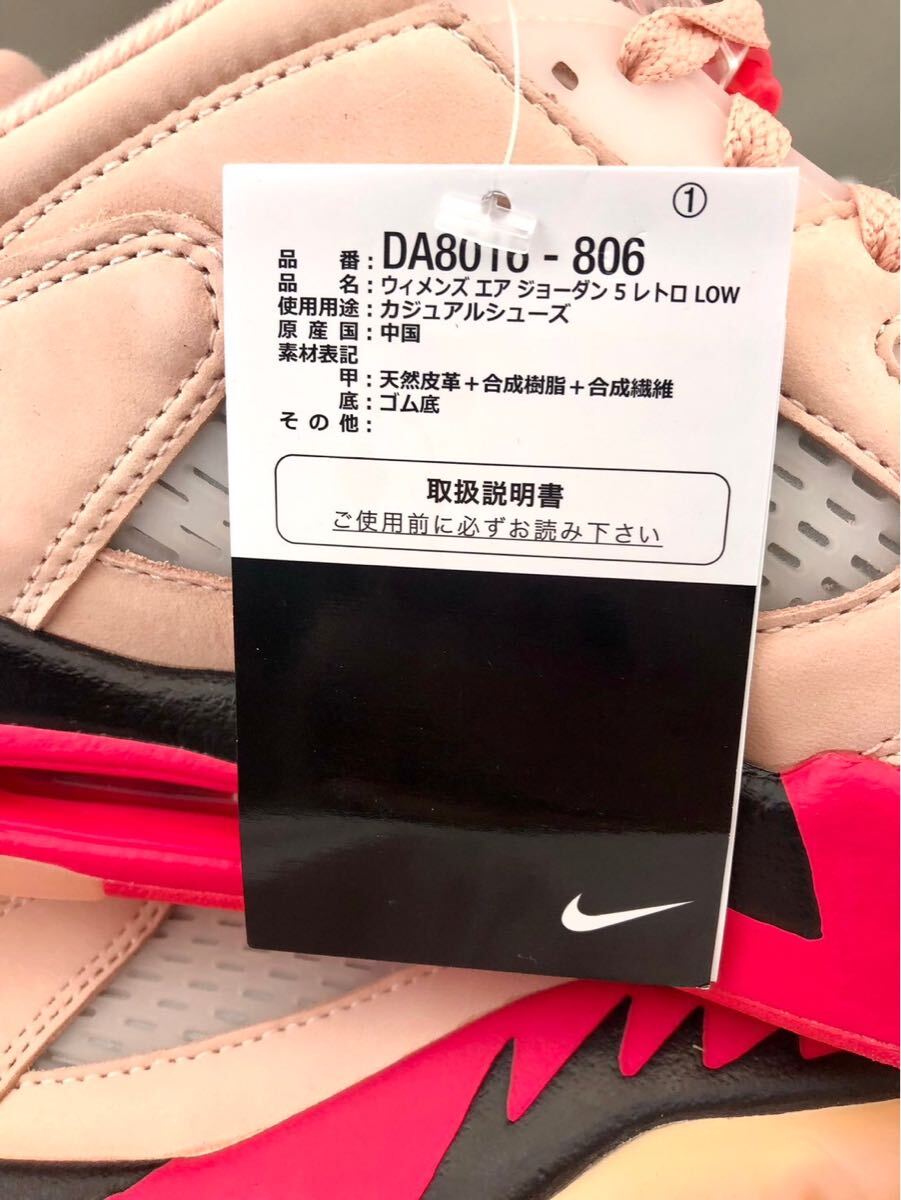 ①
品 番：DA8016 - 806
品 名：ウィメンズ エア ジョーダン 5 レトロ LOW
使用用途：カジュアルシューズ
原 産 国：中国
素材表記
甲：天然皮革＋合成樹脂＋合成繊維
底：ゴム底
そ の 他：
取扱説明書
ご使用前に必ずお読み下さい